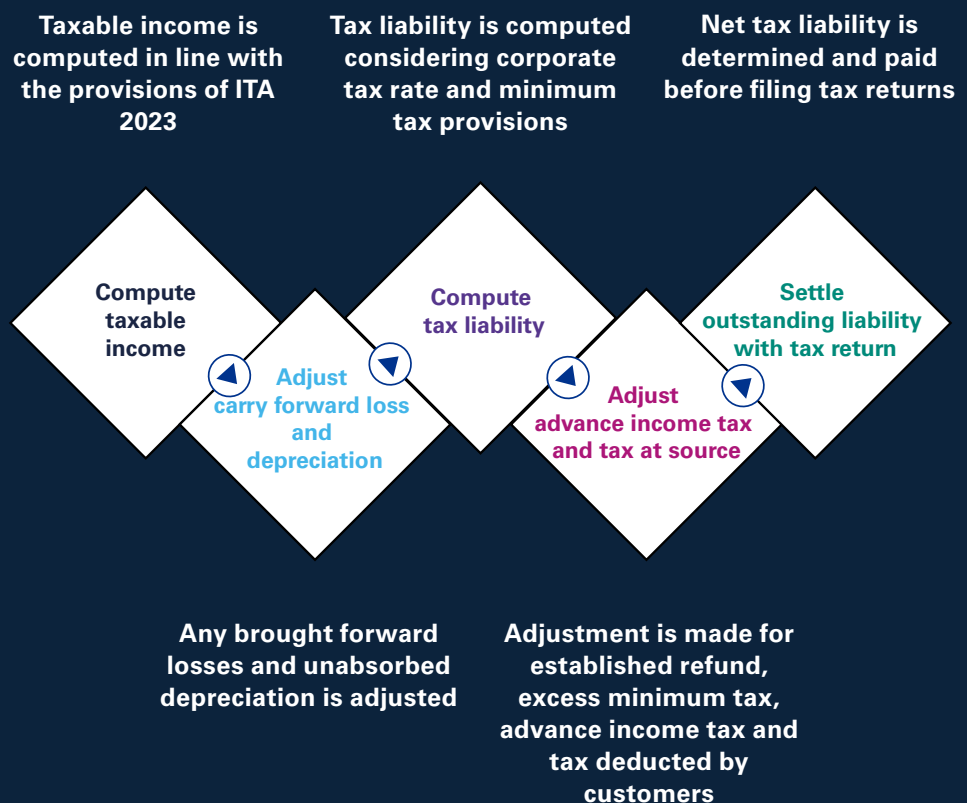 Taxable income is
computed in line with
the provisions of ITA
2023
Tax liability is computed
considering corporate
tax rate and minimum
tax provisions
Net tax liability is
determined and paid
before filing tax returns
Compute
taxable
income
Adjust
carry forward loss
and
depreciation
Compute
tax liability
Adjust
advance income tax
and tax at source
Settle
outstanding liability
with tax return
Any brought forward
losses and unabsorbed
depreciation is adjusted
Adjustment is made for
established refund,
excess minimum tax,
advance income tax and
tax deducted by
customers